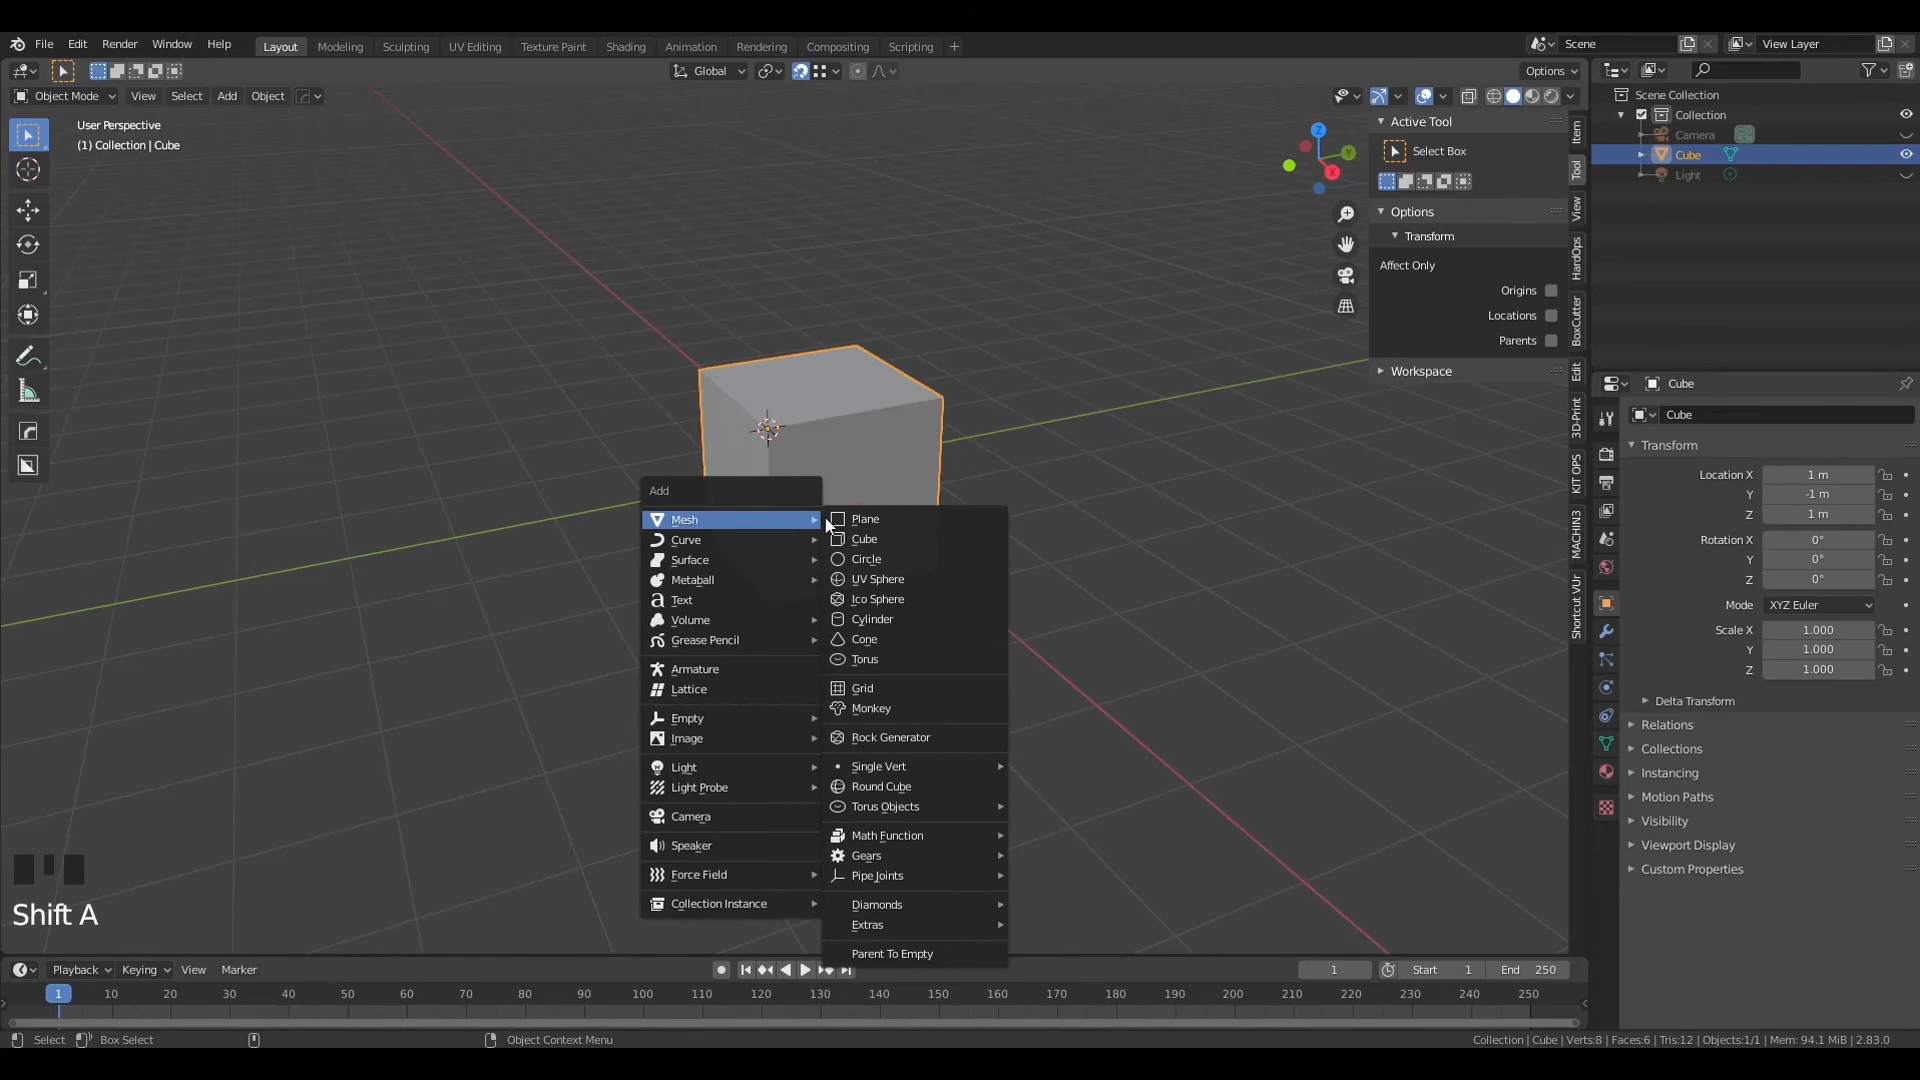 File Edit Render Window Help Layout Modeling Sculpting UV Editing Texture Paint Shading Animation Rendering Compositing Scripting + Scene View Layer
Global Options
Object Mode View Select Add Object
User Perspective
(1) Collection | Cube
Z
Y
X
Active Tool
Select Box
Options
Transform
Affect Only
Origins
Locations
Parents
Workspace
Item
Tool
View
HardOps
BoxCutter
Edit
3D-Print
KIT OPS
MACHIN3
Shortcut VUr
Scene Collection
Collection
Camera
Cube
Light
Cube
Cube
Transform
Location X 1 m
Y -1 m
Z 1 m
Rotation X 0°
Y 0°
Z 0°
Mode XYZ Euler
Scale X 1.000
Y 1.000
Z 1.000
Delta Transform
Relations
Collections
Instancing
Motion Paths
Visibility
Viewport Display
Custom Properties
Add
Mesh
Curve
Surface
Metaball
Text
Volume
Grease Pencil
Armature
Lattice
Empty
Image
Light
Light Probe
Camera
Speaker
Force Field
Collection Instance
Plane
Cube
Circle
UV Sphere
Ico Sphere
Cylinder
Cone
Torus
Grid
Monkey
Rock Generator
Single Vert
Round Cube
Torus Objects
Math Function
Gears
Pipe Joints
Diamonds
Extras
Parent To Empty
Shift A
Playback Keying View Marker 1 Start 1 End 250
1 10 20 30 40 50 60 70 80 90 100 110 120 130 140 150 160 170 180 190 200 210 220 230 240 250
Select Box Select Object Context Menu Collection | Cube | Verts:8 | Faces:6 | Tris:12 | Objects:1/1 | Mem: 94.1 MiB | 2.83.0